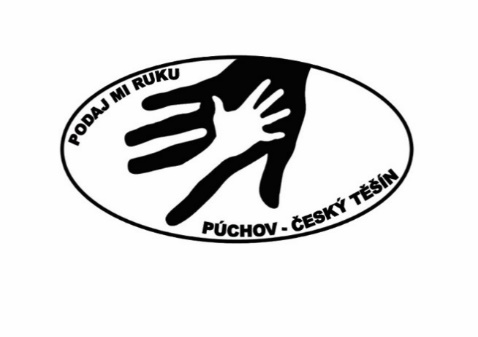 PODAJ MI RUKU
PÚCHOV - ČESKÝ TĚŠÍN